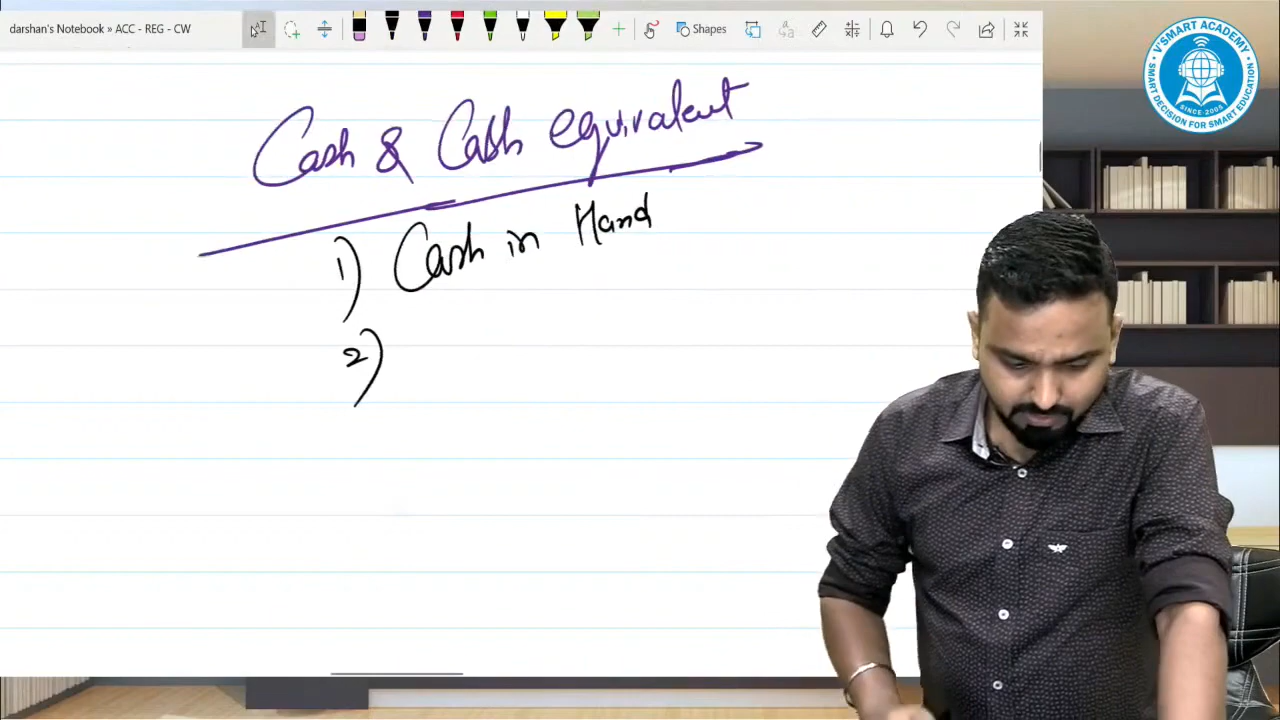 darshan's Notebook » ACC - REG - CW
Shapes
V'SMART ACADEMY
SINCE-2005
SMART DECISION FOR SMART EDUCATION
Cash & Cash equivalent
1) Cash in Hand
2)